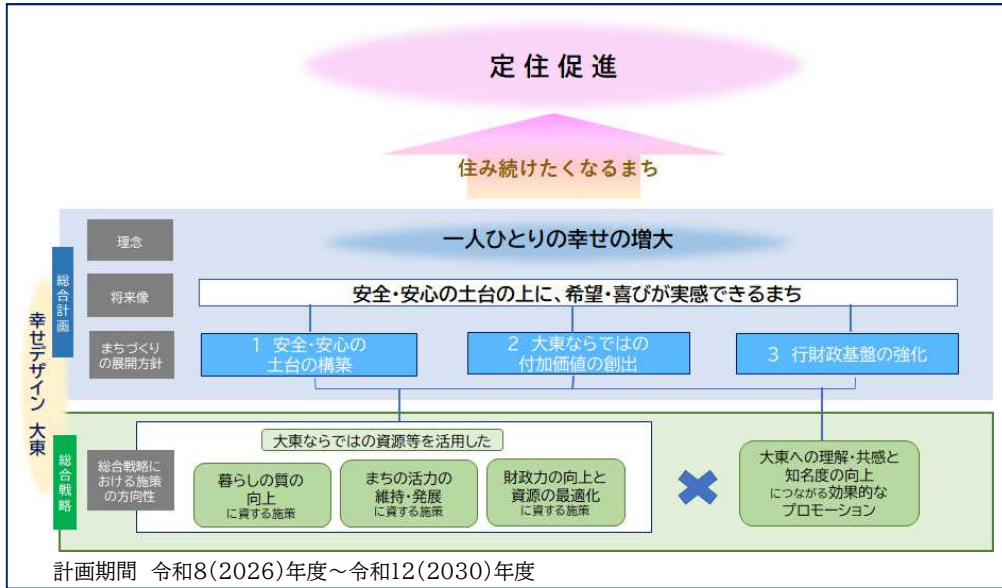 定住促進
住み続けたくなるまち
幸せデザイン 大東
総合計画
理念
一人ひとりの幸せの増大
将来像
安全・安心の土台の上に、希望・喜びが実感できるまち
まちづくり
の展開方針
1 安全・安心の
土台の構築
2 大東ならではの
付加価値の創出
3 行財政基盤の強化
総合戦略
総合戦略に
おける施策
の方向性
大東ならではの資源等を活用した
暮らしの質の
向上
に資する施策
まちの活力の
維持・発展
に資する施策
財政力の向上と
資源の最適化
に資する施策
大東への理解・共感と
知名度の向上
につながる効果的な
プロモーション
計画期間 令和8(2026)年度～令和12(2030)年度